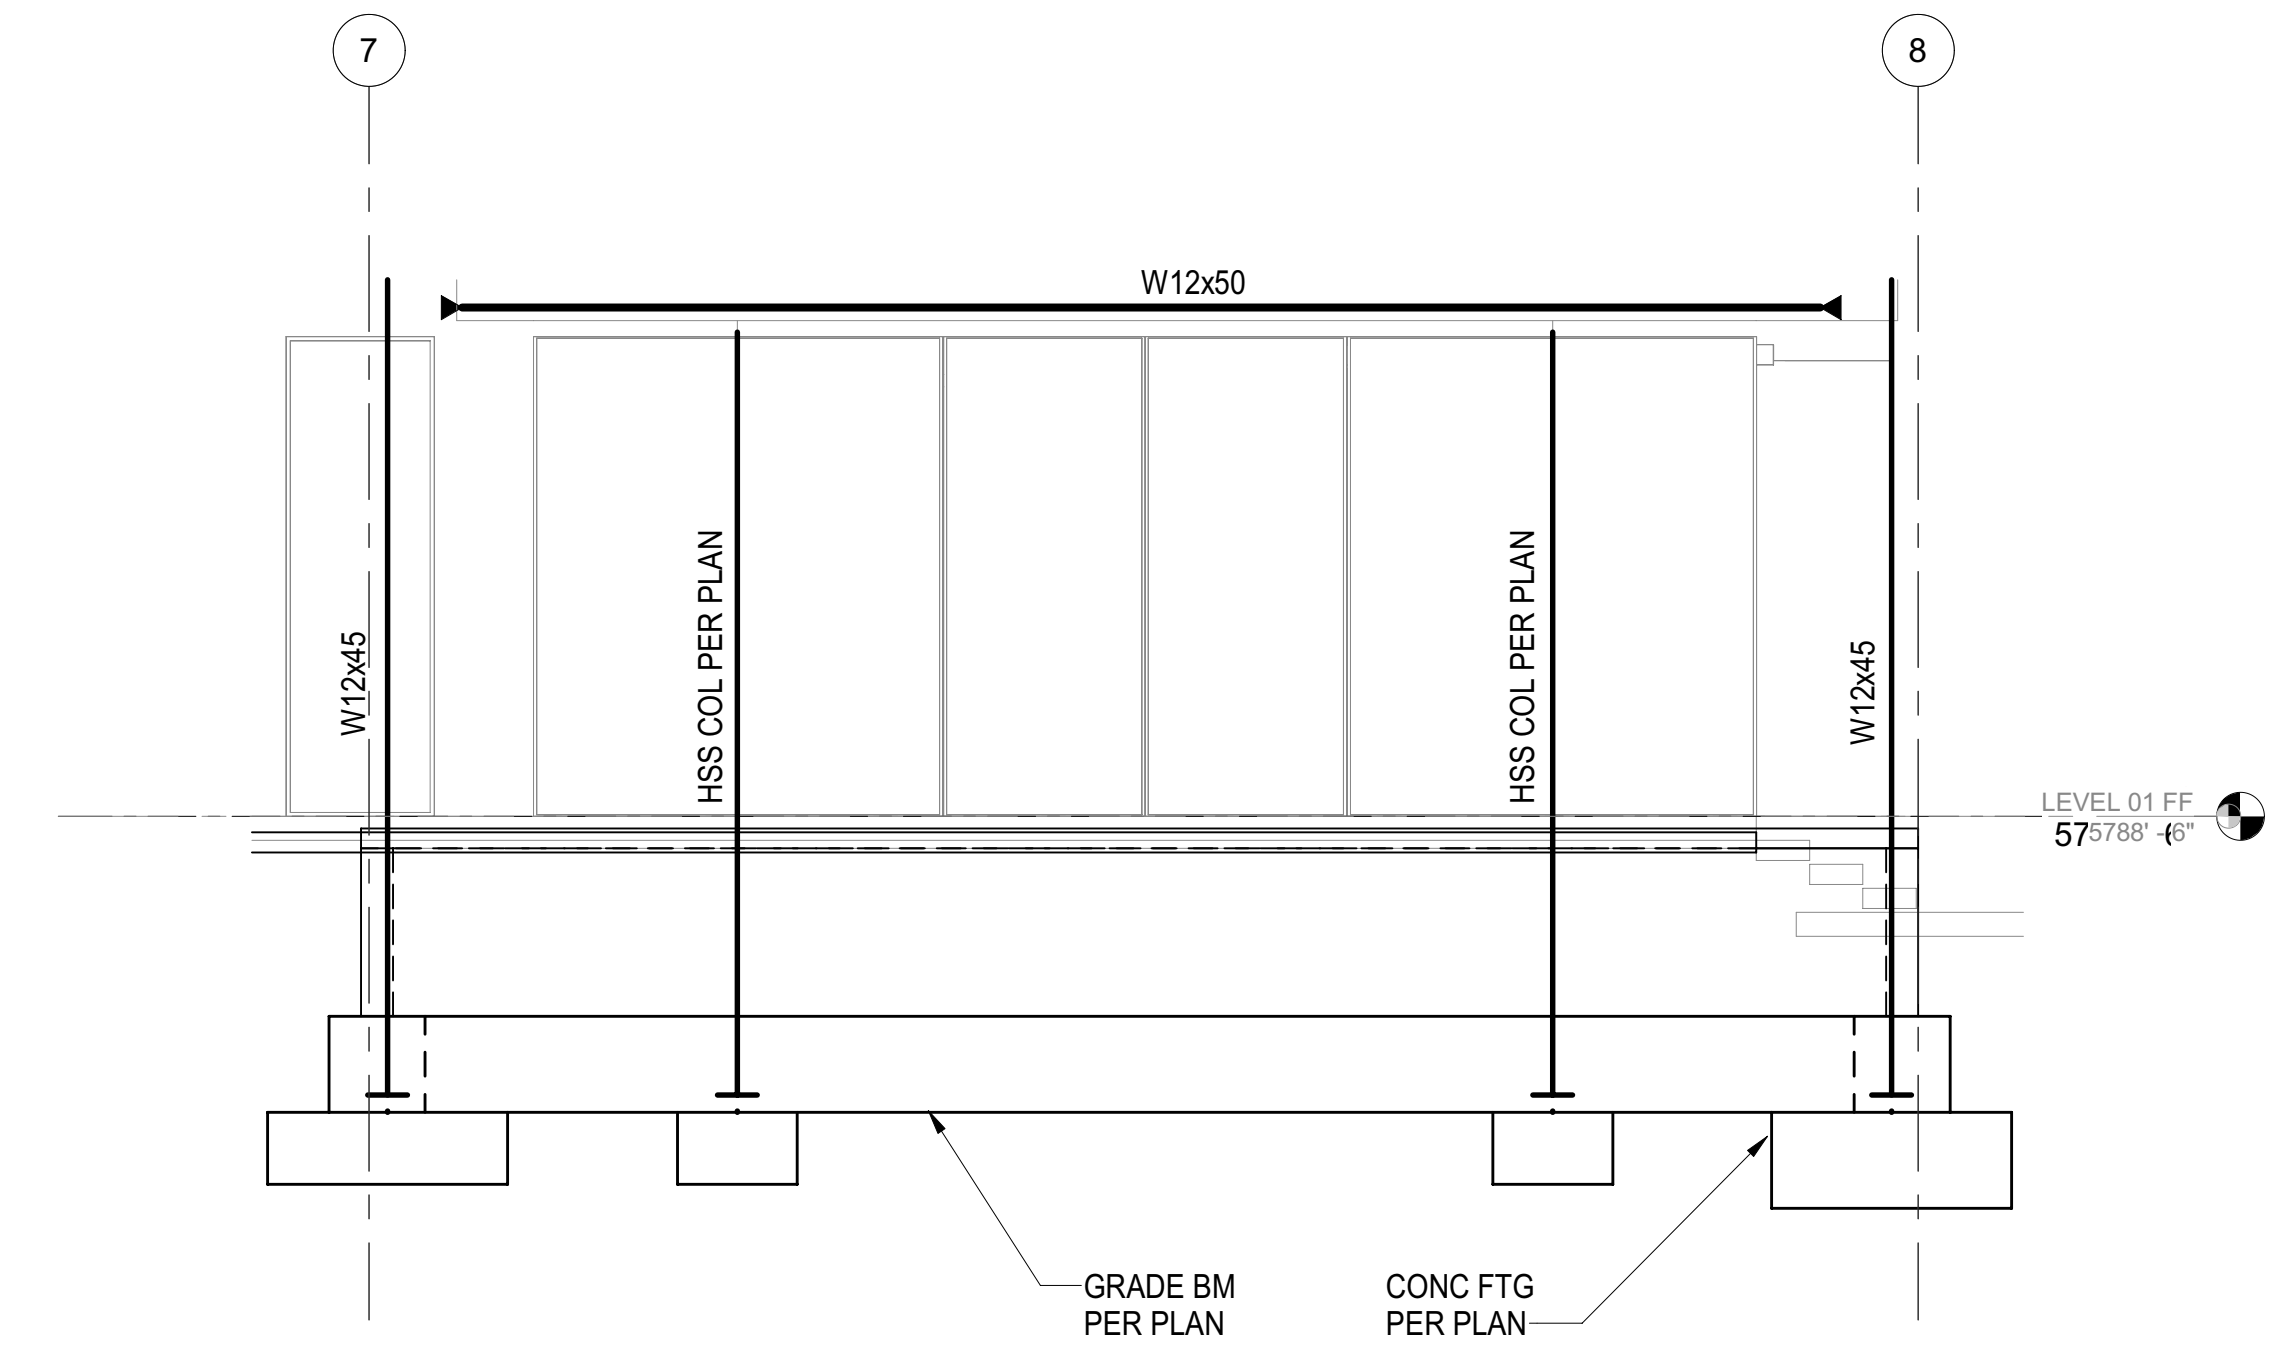 7
8
W12x50
W12x45
HSS COL PER PLAN
HSS COL PER PLAN
W12x45
LEVEL 01 FF
GRADE BM
PER PLAN
CONC FTG
PER PLAN